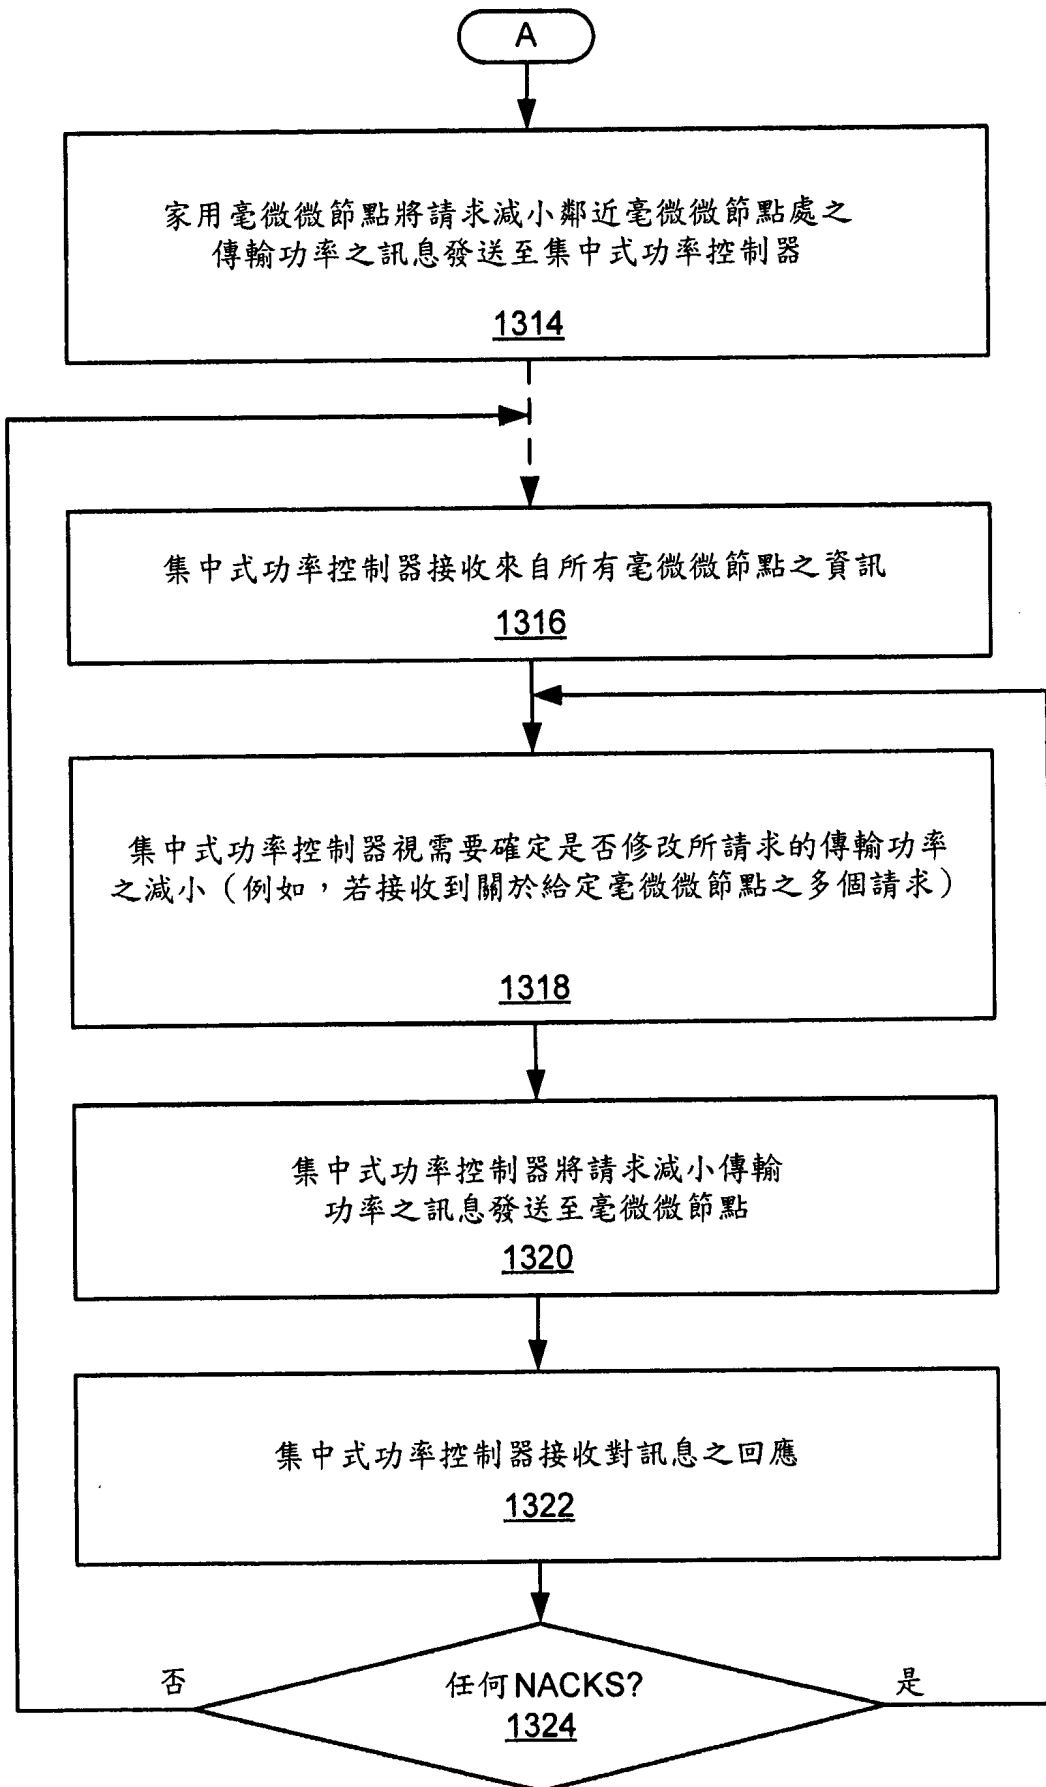 A
家用毫微微節點將請求減小鄰近毫微微節點處之
傳輸功率之訊息發送至集中式功率控制器
1314
集中式功率控制器接收來自所有毫微微節點之資訊
1316
集中式功率控制器視需要確定是否修改所請求的傳輸功率
之減小（例如，若接收到關於給定毫微微節點之多個請求）
1318
集中式功率控制器將請求減小傳輸
功率之訊息發送至毫微微節點
1320
集中式功率控制器接收對訊息之回應
1322
否
任何NACKS?
是
1324